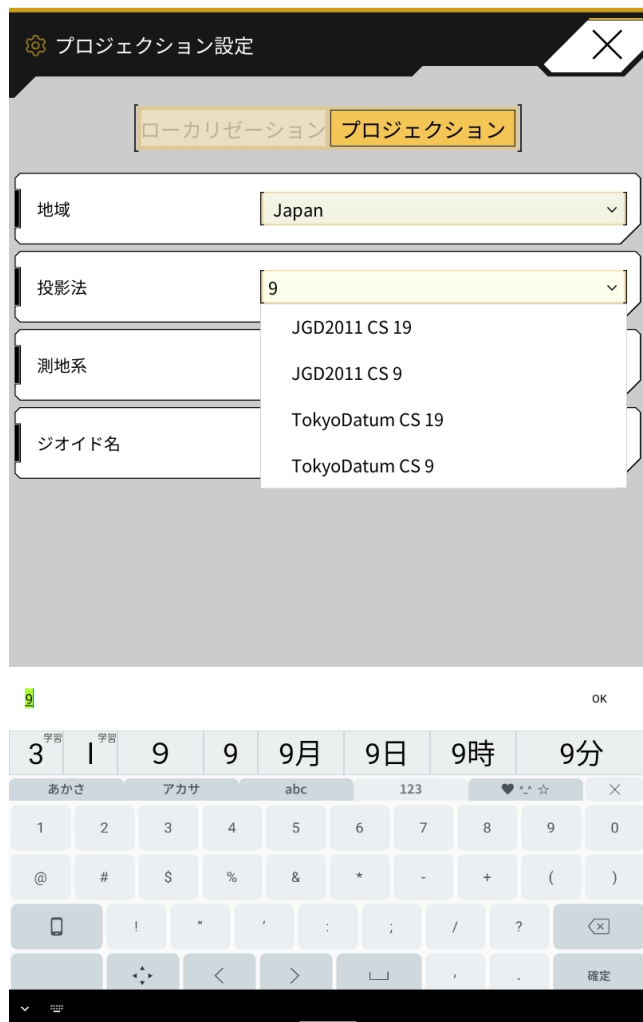 プロジェクション設定
ローカリゼーション プロジェクション
地域 Japan
投影法 9
JGD2011 CS 19
測地系
JGD2011 CS 9
TokyoDatum CS 19
ジオイド名
TokyoDatum CS 9
9 OK
3 学習 I 学習 9 9 9月 9日 9時 9分
あかさ アカサ abc 123 ♥ ^_^ ☆
1 2 3 4 5 6 7 8 9 0
@ # $ % & * - + ( )
! " ' : ; / ?
, . 確定